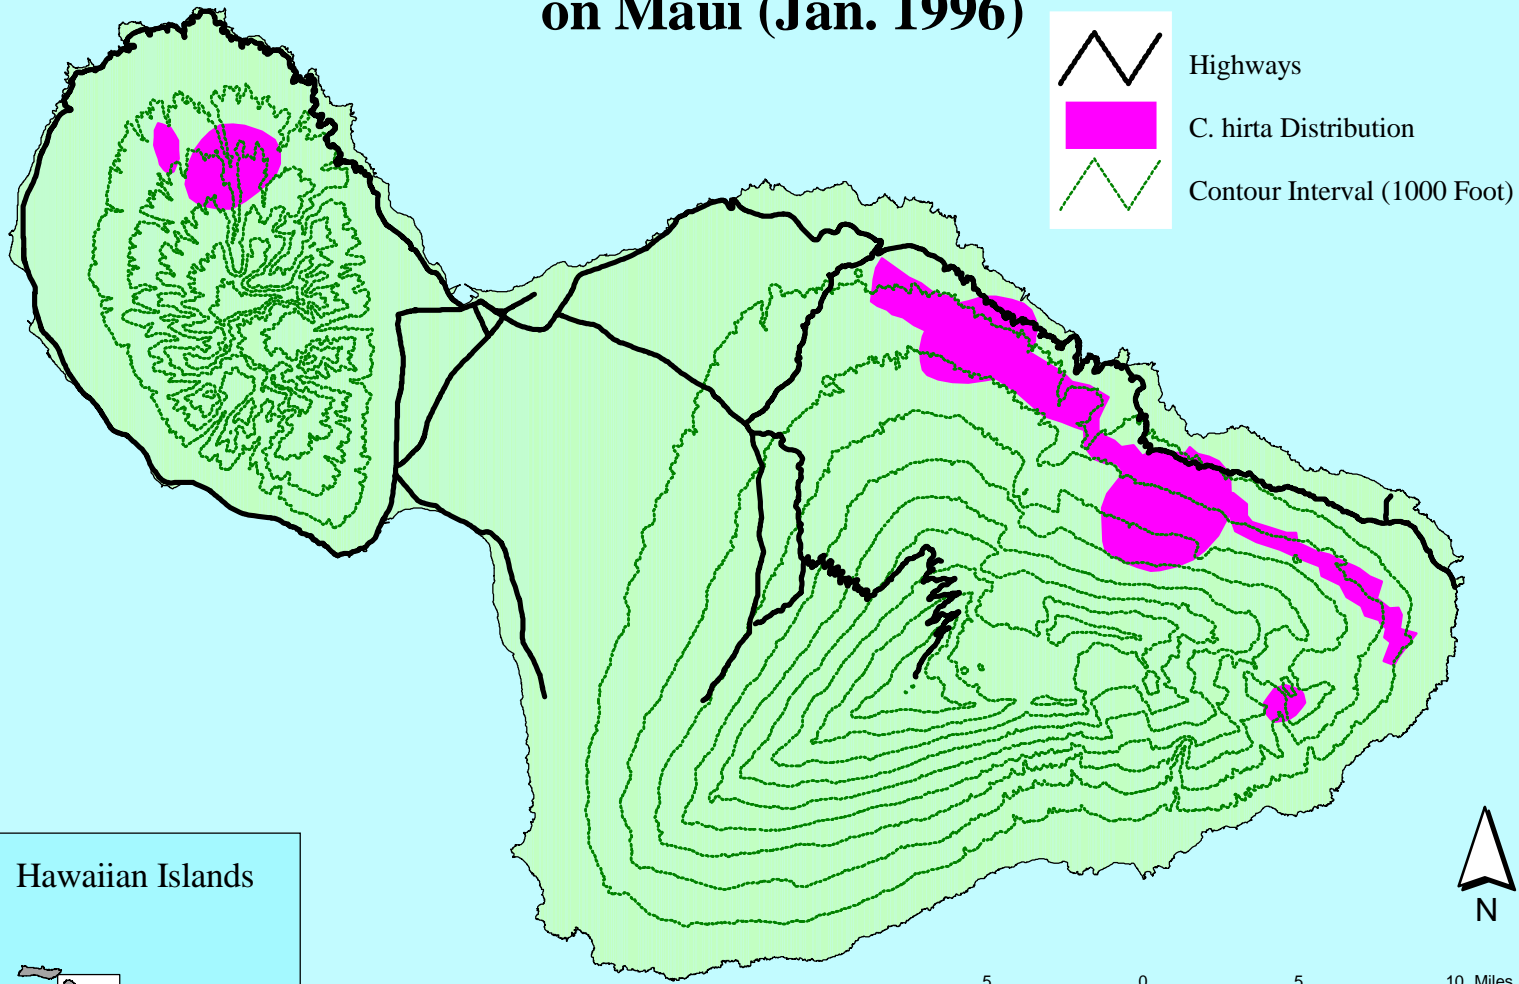 on Maui (Jan. 1996)
Highways
C. hirta Distribution
Contour Interval (1000 Foot)
Hawaiian Islands
N
5 0 5 10 Miles